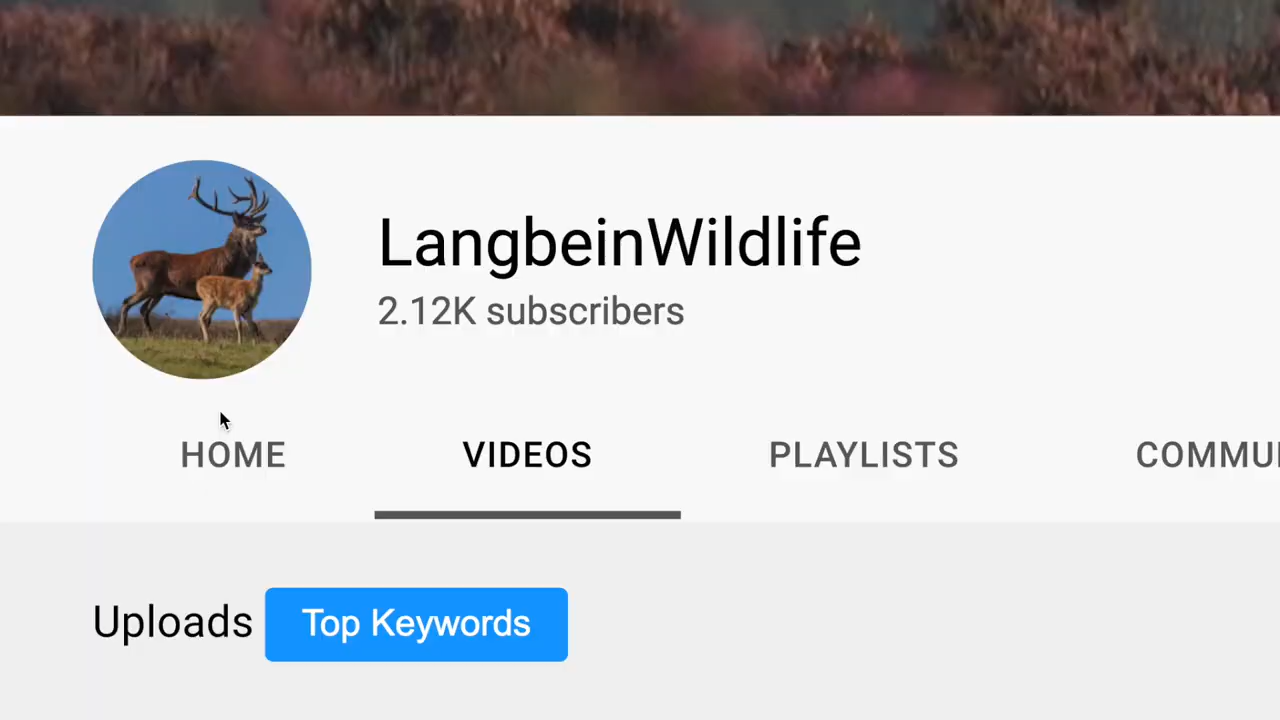 LangbeinWildlife
2.12K subscribers
HOME VIDEOS PLAYLISTS
Uploads Top Keywords